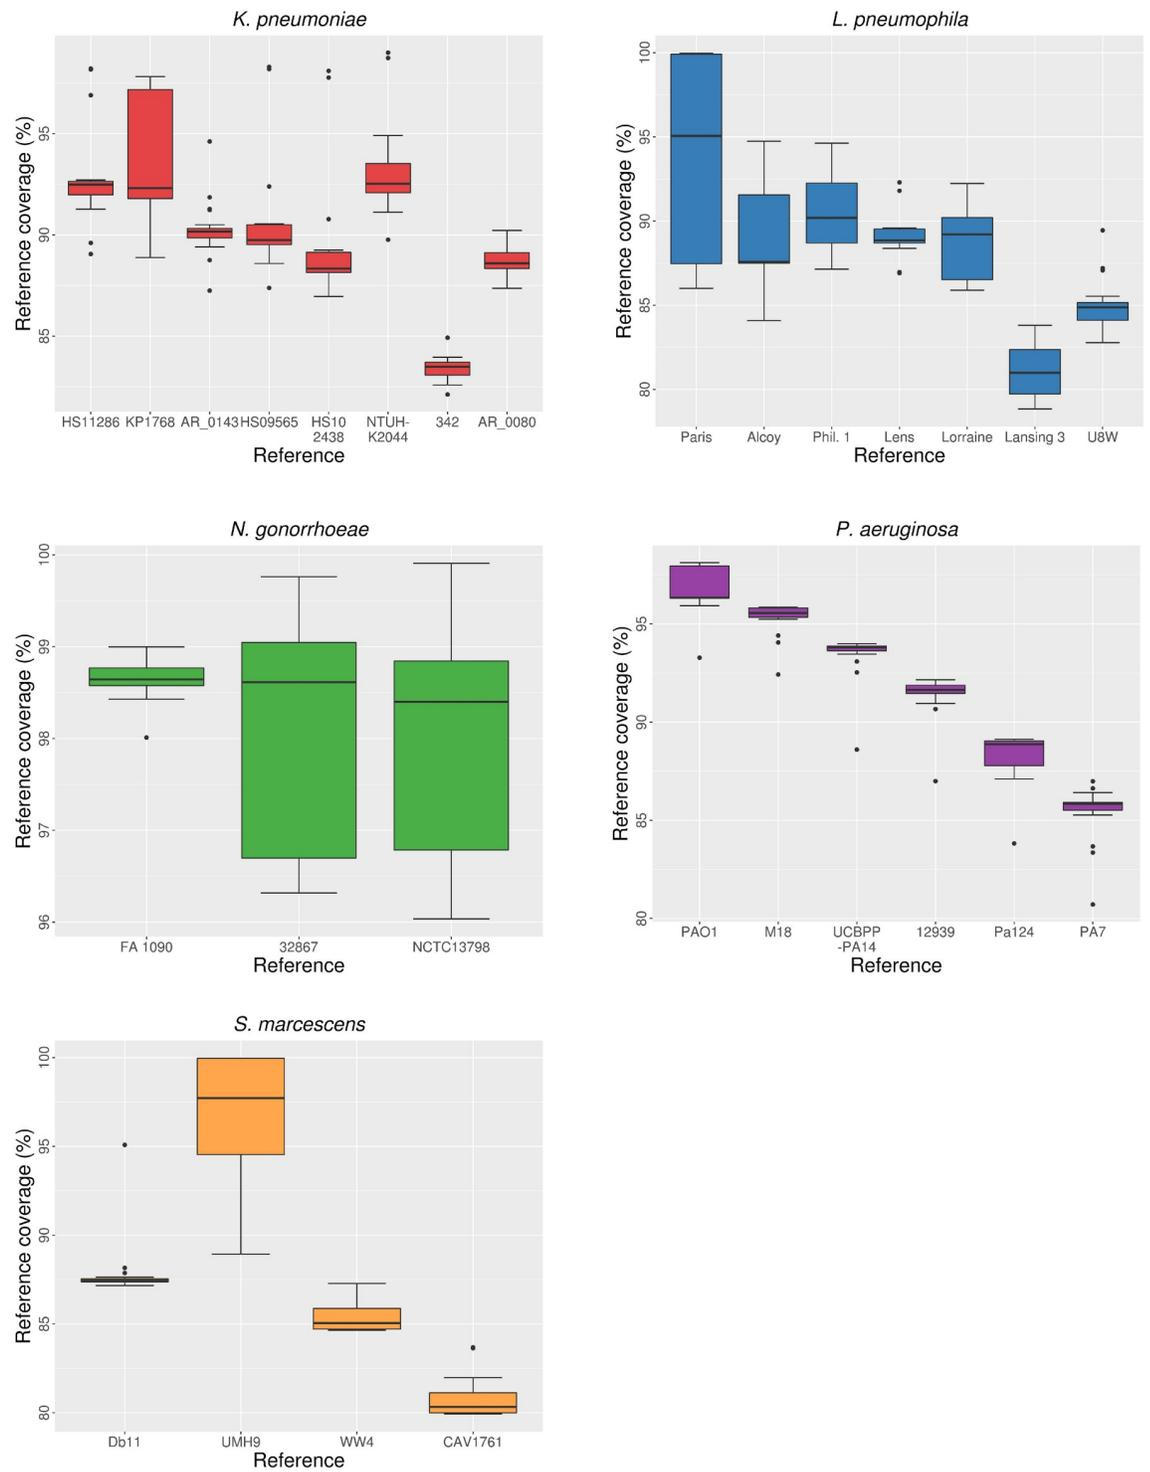 K. pneumoniae
Reference coverage (%)
95
90
85
HS11286 KP1768 AR_0143 HS09565 HS10 NTUH- 342 AR_0080
2438 K2044
Reference
L. pneumophila
Reference coverage (%)
100
95
90
85
80
Paris Alcoy Phil. 1 Lens Lorraine Lansing 3 U8W
Reference
N. gonorrhoeae
Reference coverage (%)
100
99
98
97
96
FA 1090 32867 NCTC13798
Reference
P. aeruginosa
Reference coverage (%)
95
90
85
80
PAO1 M18 UCBPP 12939 Pa124 PA7
-PA14
Reference
S. marcescens
Reference coverage (%)
100
95
90
85
80
Db11 UMH9 WW4 CAV1761
Reference